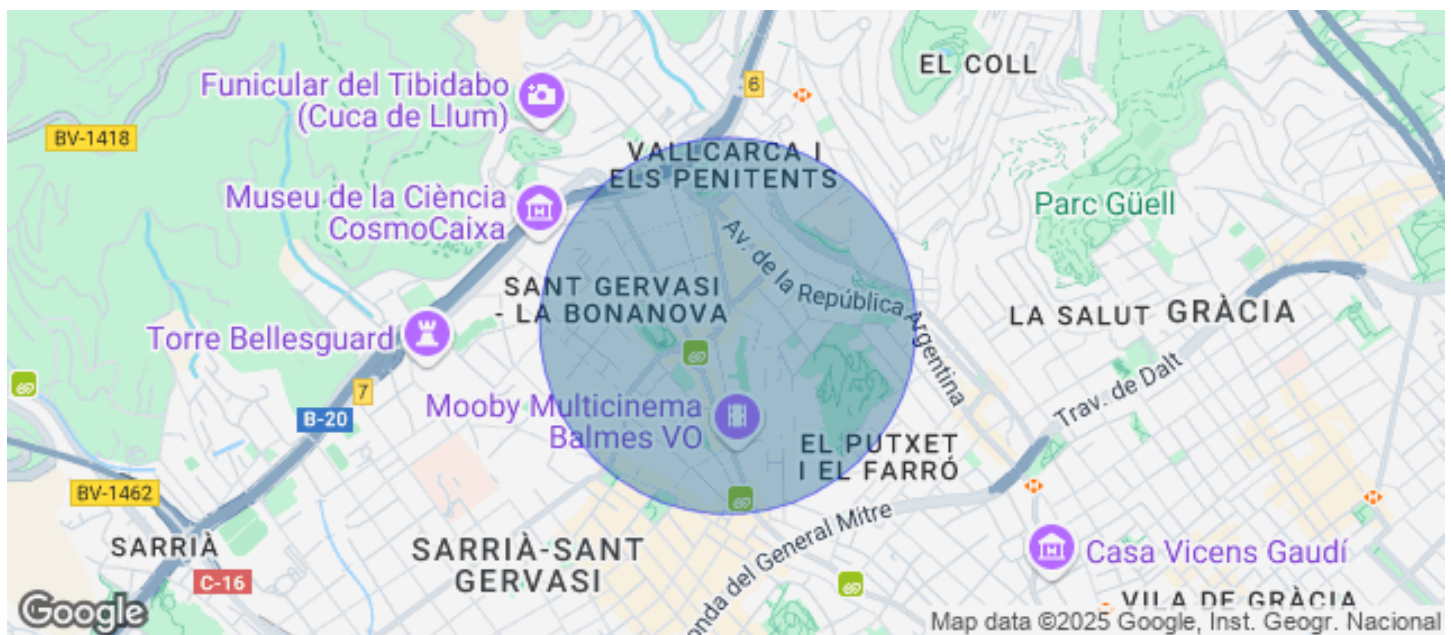 EL COLL
6
Funicular del Tibidabo
(Cuca de Llum)
BV-1418
VALLCARCA I
ELS PENITENTS
Museu de la Ciència
CosmoCaixa
Parc Güell
Av. de la República Argentina
SANT GERVASI
- LA BONANOVA
LA SALUT
GRÀCIA
Torre Bellesguard
Trav. de Dalt
7
B-20
Mooby Multicinema
Balmes VO
EL PUTXET
I EL FARRÓ
BV-1462
SARRIÀ
SARRIÀ-SANT
GERVASI
onda del General Mitre
Casa Vicens Gaudí
C-16
VILA DE GRÀCIA
Google
Map data ©2025 Google, Inst. Geogr. Nacional